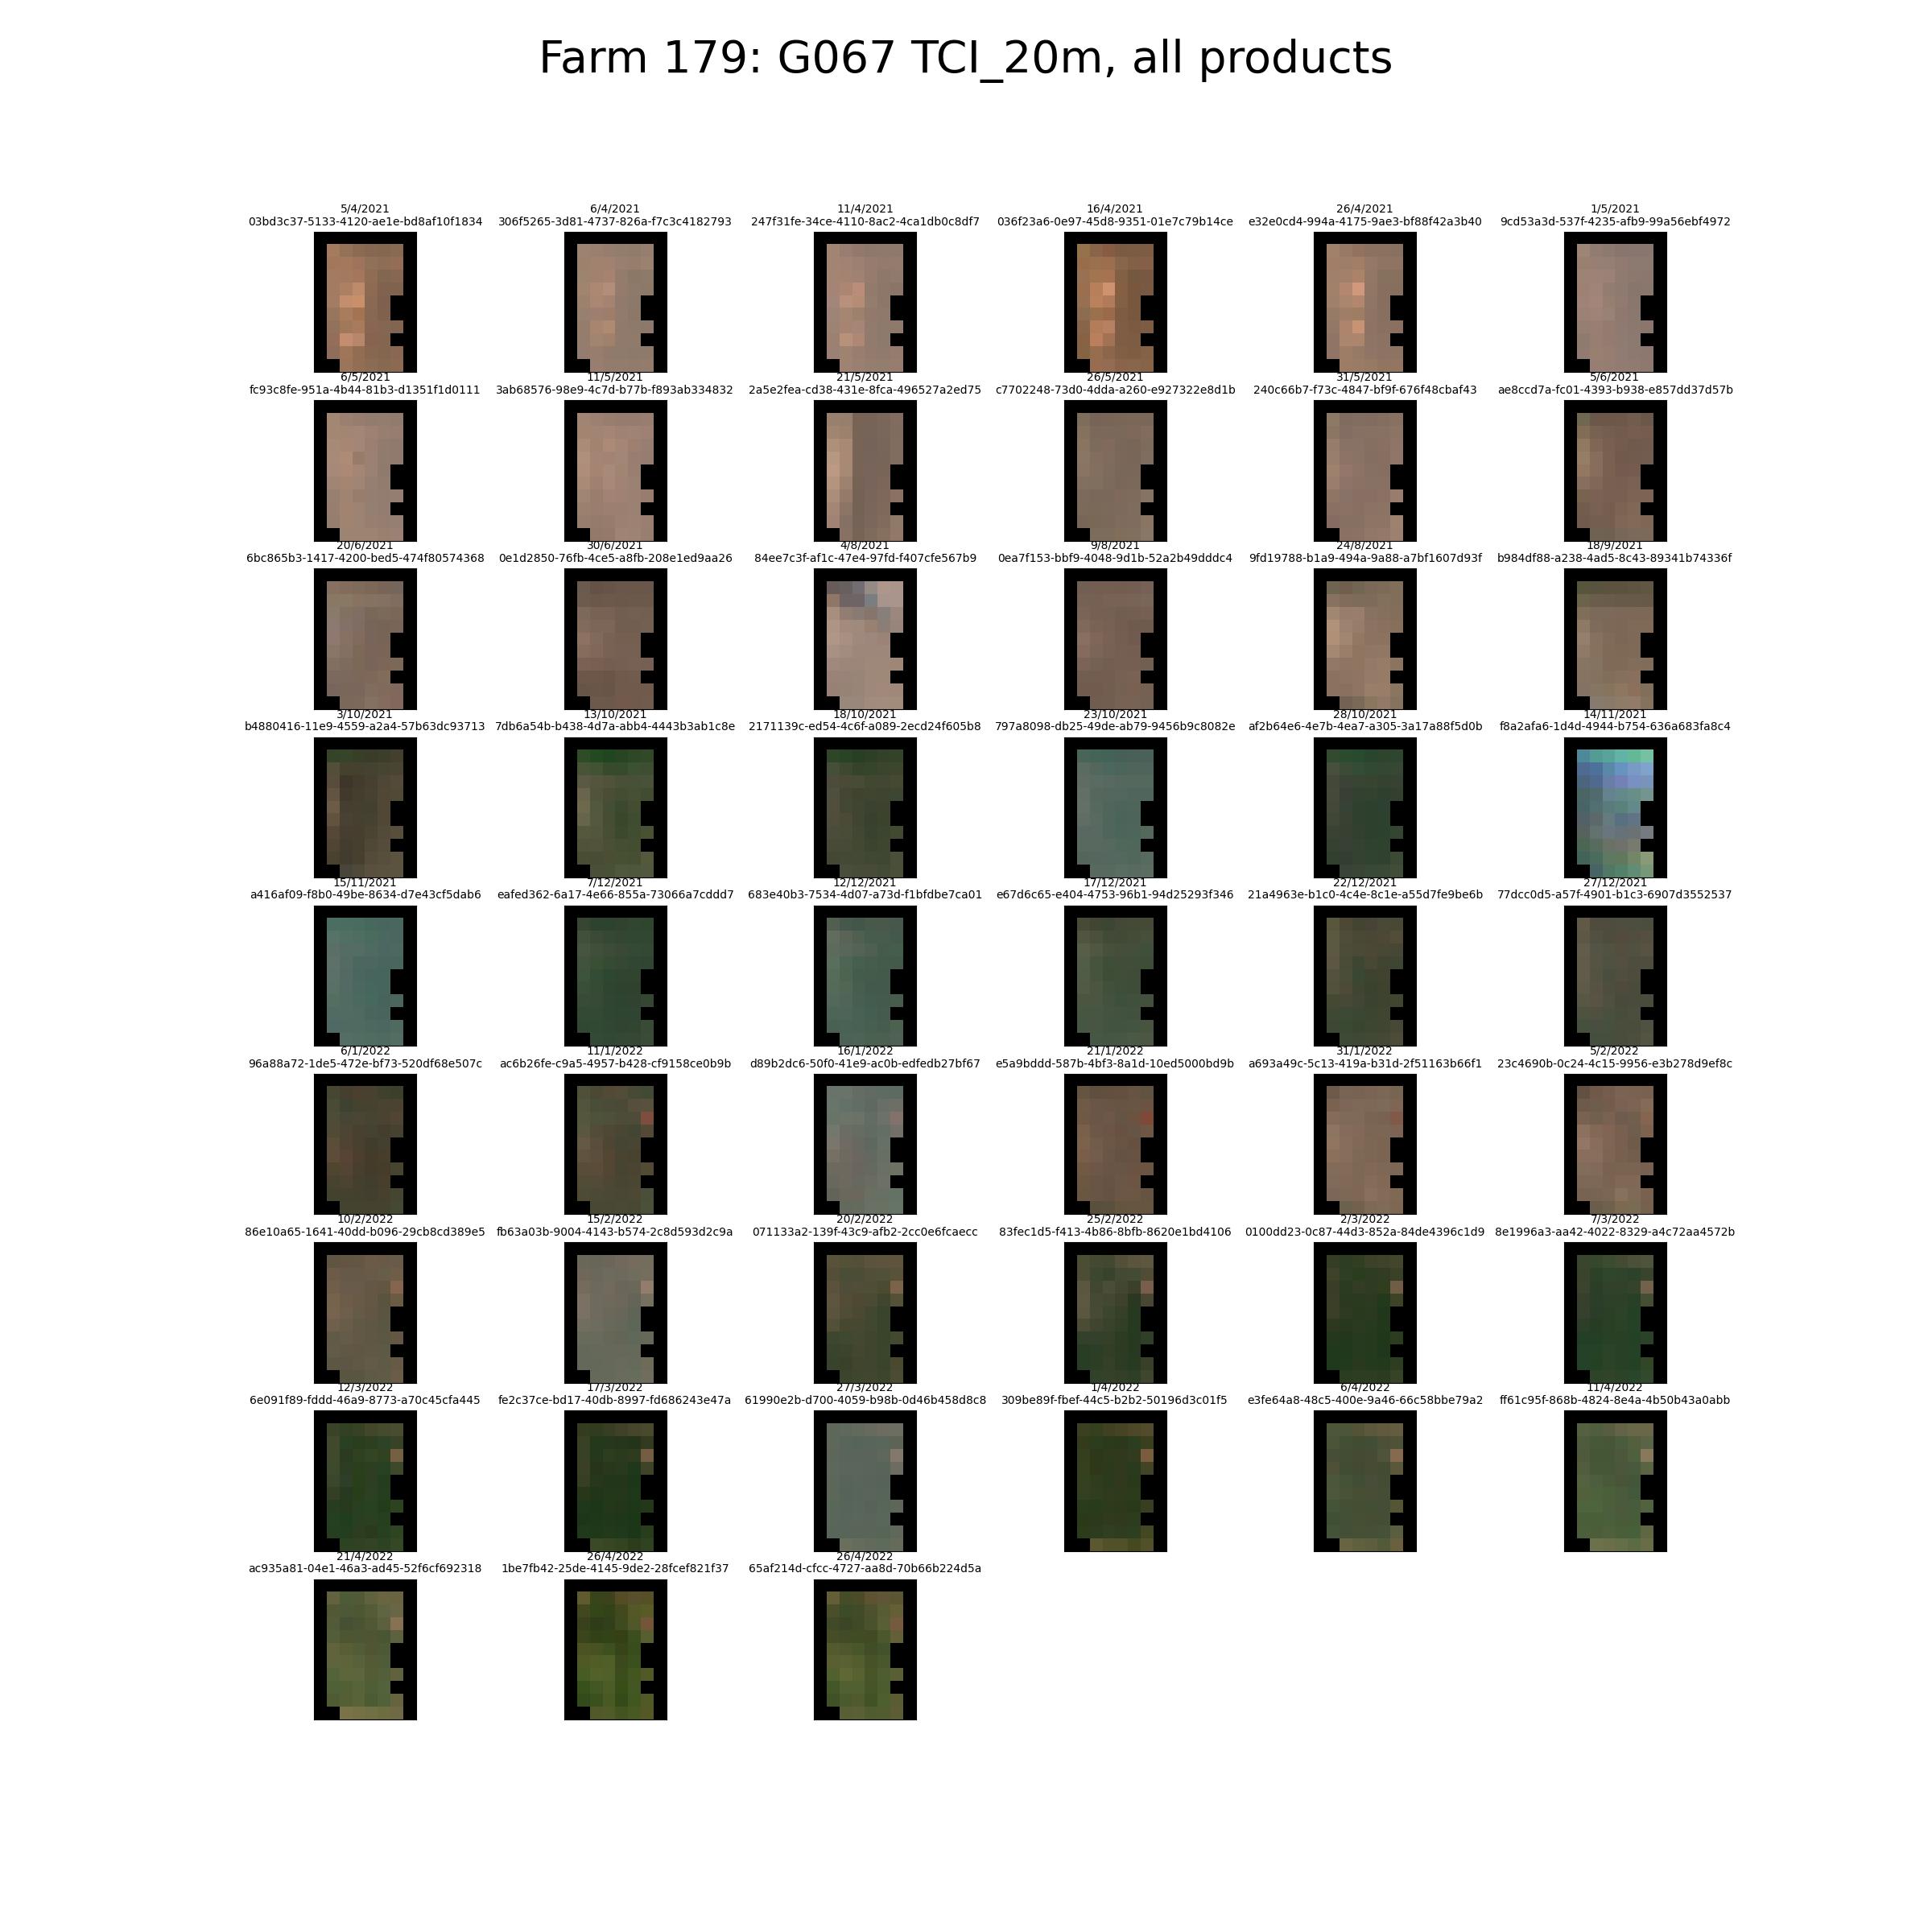 Farm 179: G067 TCI_20m, all products
5/4/2021 6/4/2021 11/4/2021 16/4/2021 26/4/2021 1/5/2021
03bd3c37-5133-4120-ae1e-bd8af10f1834 306f5265-3d81-4737-826a-f7c3c4182793 247f31fe-34ce-4110-8ac2-4ca1db0c8df7 036f23a6-0e97-45d8-9351-01e7c79b14ce e32e0cd4-994a-4175-9ae3-bf88f42a3b40 9cd53a3d-537f-4235-afb9-99a56ebf4972
6/5/2021 11/5/2021 21/5/2021 26/5/2021 31/5/2021 5/6/2021
fc93c8fe-951a-4b44-81b3-d1351f1d0111 3ab68576-98e9-4c7d-b77b-f893ab334832 2a5e2fea-cd38-431e-8fca-496527a2ed75 c7702248-73d0-4dda-a260-e927322e8d1b 240c66b7-f73c-4847-bf9f-676f48cbaf43 ae8ccd7a-fc01-4393-b938-e857dd37d57b
20/6/2021 30/6/2021 4/8/2021 9/8/2021 24/8/2021 18/9/2021
6bc865b3-1417-4200-bed5-474f80574368 0e1d2850-76fb-4ce5-a8fb-208e1ed9aa26 84ee7c3f-af1c-47e4-97fd-f407cfe567b9 0ea7f153-bbf9-4048-9d1b-52a2b49dddc4 9fd19788-b1a9-494a-9a88-a7bf1607d93f b984df88-a238-4ad5-8c43-89341b74336f
3/10/2021 13/10/2021 18/10/2021 23/10/2021 28/10/2021 14/11/2021
b4880416-11e9-4559-a2a4-57b63dc93713 7db6a54b-b438-4d7a-abb4-4443b3ab1c8e 2171139c-ed54-4c6f-a089-2ecd24f605b8 797a8098-db25-49de-ab79-9456b9c8082e af2b64e6-4e7b-4ea7-a305-3a17a88f5d0b f8a2afa6-1d4d-4944-b754-636a683fa8c4
15/11/2021 7/12/2021 12/12/2021 17/12/2021 22/12/2021 27/12/2021
a416af09-f8b0-49be-8634-d7e43cf5dab6 eafed362-6a17-4e66-855a-73066a7cddd7 683e40b3-7534-4d07-a73d-f1bfdbe7ca01 e67d6c65-e404-4753-96b1-94d25293f346 21a4963e-b1c0-4c4e-8c1e-a55d7fe9be6b 77dcc0d5-a57f-4901-b1c3-6907d3552537
6/1/2022 11/1/2022 16/1/2022 21/1/2022 31/1/2022 5/2/2022
96a88a72-1de5-472e-bf73-520df68e507c ac6b26fe-c9a5-4957-b428-cf9158ce0b9b d89b2dc6-50f0-41e9-ac0b-edfedb27bf67 e5a9bddd-587b-4bf3-8a1d-10ed5000bd9b a693a49c-5c13-419a-b31d-2f51163b66f1 23c4690b-0c24-4c15-9956-e3b278d9ef8c
10/2/2022 15/2/2022 20/2/2022 25/2/2022 2/3/2022 7/3/2022
86e10a65-1641-40dd-b096-29cb8cd389e5 fb63a03b-9004-4143-b574-2c8d593d2c9a 071133a2-139f-43c9-afb2-2cc0e6fcaecc 83fec1d5-f413-4b86-8bfb-8620e1bd4106 0100dd23-0c87-44d3-852a-84de4396c1d9 8e1996a3-aa42-4022-8329-a4c72aa4572b
12/3/2022 17/3/2022 27/3/2022 1/4/2022 6/4/2022 11/4/2022
6e091f89-fddd-46a9-8773-a70c45cfa445 fe2c37ce-bd17-40db-8997-fd686243e47a 61990e2b-d700-4059-b98b-0d46b458d8c8 309be89f-fbef-44c5-b2b2-50196d3c01f5 e3fe64a8-48c5-400e-9a46-66c58bbe79a2 ff61c95f-868b-4824-8e4a-4b50b43a0abb
21/4/2022 26/4/2022 26/4/2022
ac935a81-04e1-46a3-ad45-52f6cf692318 1be7fb42-25de-4145-9de2-28fcef821f37 65af214d-cfcc-4727-aa8d-70b66b224d5a